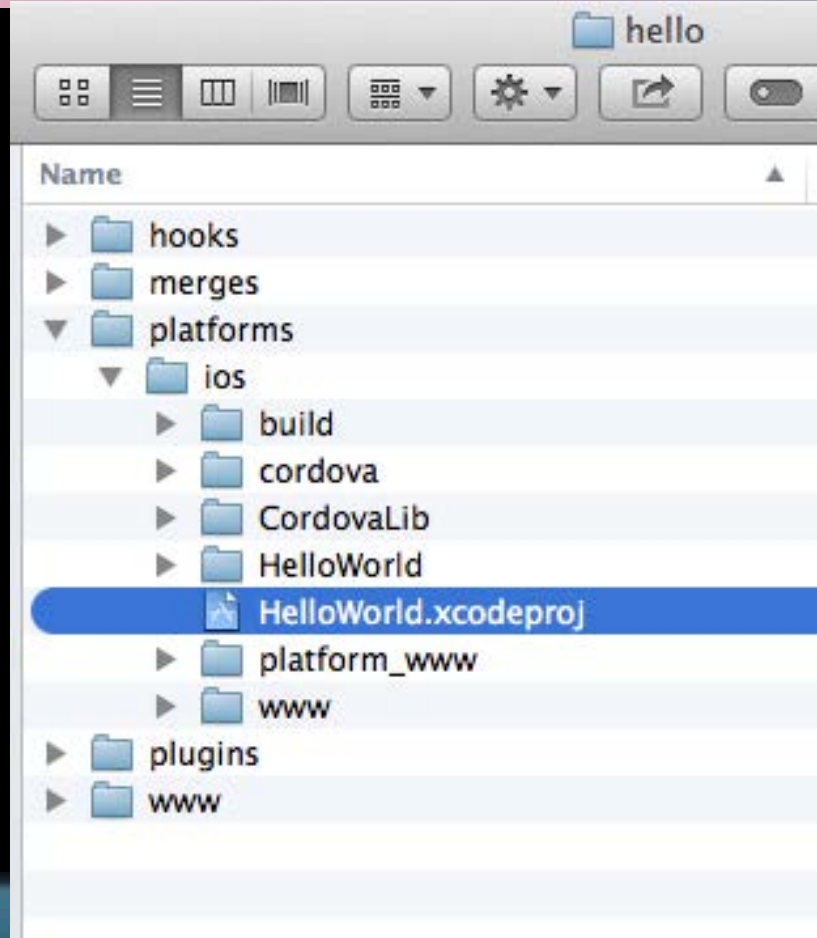 hello
Name
hooks
merges
platforms
ios
build
cordova
CordovaLib
HelloWorld
HelloWorld.xcodeproj
platform_www
www
plugins
www